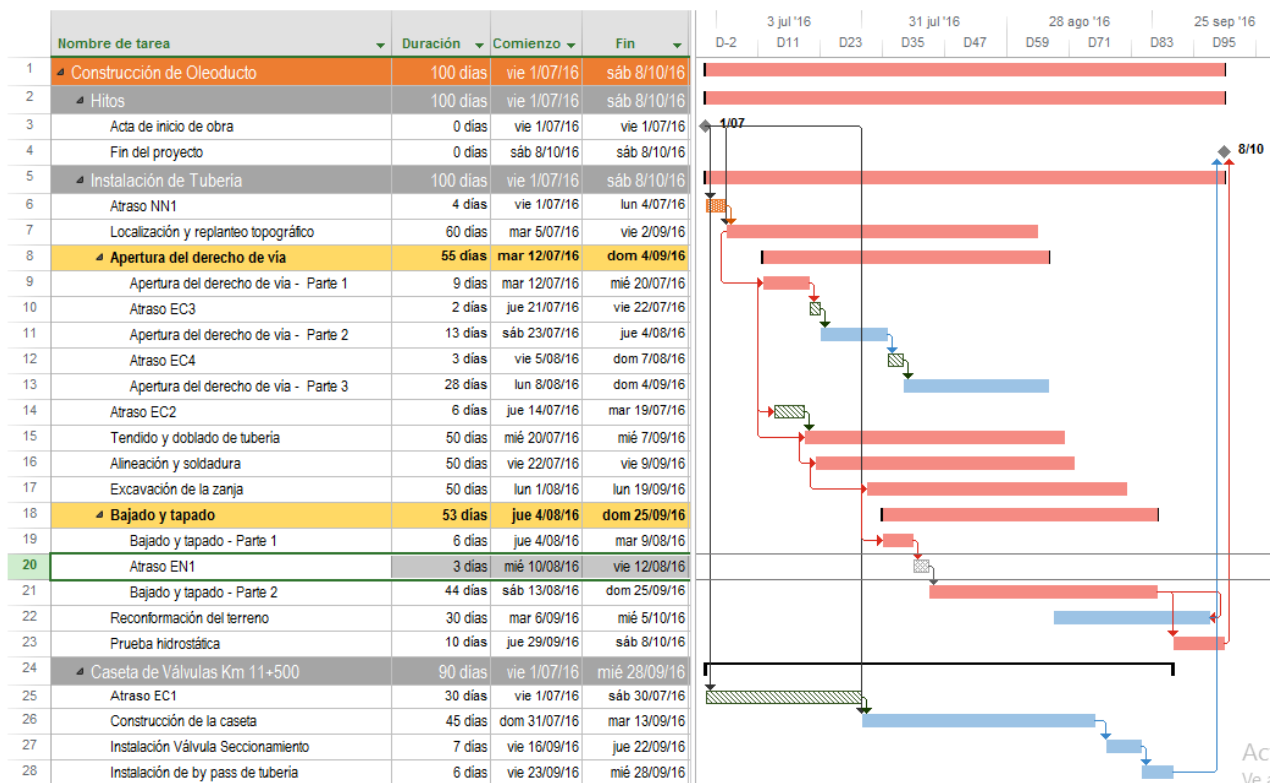 3 jul '16 31 jul '16 28 ago '16 25 sep '16
Nombre de tarea Duración Comienzo Fin D-2 D11 D23 D35 D47 D59 D71 D83 D95
1 Construcción de Oleoducto 100 días vie 1/07/16 sáb 8/10/16
2 Hitos 100 días vie 1/07/16 sáb 8/10/16
3 Acta de inicio de obra 0 días vie 1/07/16 vie 1/07/16 1/07
4 Fin del proyecto 0 días sáb 8/10/16 sáb 8/10/16 8/10
5 Instalación de Tubería 100 días vie 1/07/16 sáb 8/10/16
6 Atraso NN1 4 días vie 1/07/16 lun 4/07/16
7 Localización y replanteo topográfico 60 días mar 5/07/16 vie 2/09/16
8 Apertura del derecho de vía 55 días mar 12/07/16 dom 4/09/16
9 Apertura del derecho de vía - Parte 1 9 días mar 12/07/16 mié 20/07/16
10 Atraso EC3 2 días jue 21/07/16 vie 22/07/16
11 Apertura del derecho de vía - Parte 2 13 días sáb 23/07/16 jue 4/08/16
12 Atraso EC4 3 días vie 5/08/16 dom 7/08/16
13 Apertura del derecho de vía - Parte 3 28 días lun 8/08/16 dom 4/09/16
14 Atraso EC2 6 días jue 14/07/16 mar 19/07/16
15 Tendido y doblado de tubería 50 días mié 20/07/16 mié 7/09/16
16 Alineación y soldadura 50 días vie 22/07/16 vie 9/09/16
17 Excavación de la zanja 50 días lun 1/08/16 lun 19/09/16
18 Bajado y tapado 53 días jue 4/08/16 dom 25/09/16
19 Bajado y tapado - Parte 1 6 días jue 4/08/16 mar 9/08/16
20 Atraso EN1 3 días mié 10/08/16 vie 12/08/16
21 Bajado y tapado - Parte 2 44 días sáb 13/08/16 dom 25/09/16
22 Reconformación del terreno 30 días mar 6/09/16 mié 5/10/16
23 Prueba hidrostática 10 días jue 29/09/16 sáb 8/10/16
24 Caseta de Válvulas Km 11+500 90 días vie 1/07/16 mié 28/09/16
25 Atraso EC1 30 días vie 1/07/16 sáb 30/07/16
26 Construcción de la caseta 45 días dom 31/07/16 mar 13/09/16
27 Instalación Válvula Seccionamiento 7 días vie 16/09/16 jue 22/09/16
28 Instalación de by pass de tubería 6 días vie 23/09/16 mié 28/09/16
Ac